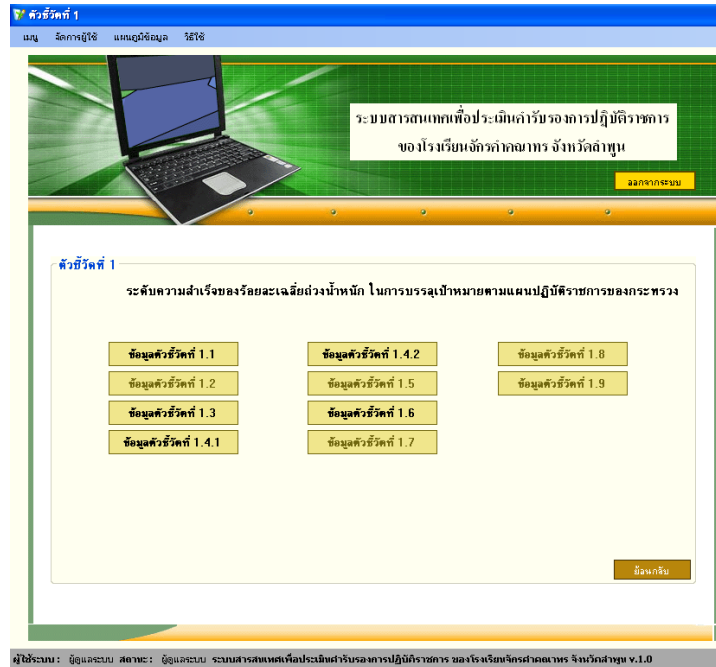 ตัวชี้วัดที่ 1
เมนู จัดการผู้ใช้ แผนภูมิข้อมูล วิธีใช้
ระบบสารสนเทศเพื่อประเมินคำรับรองการปฏิบัติราชการ
ของโรงเรียนจักรคำคณาทร จังหวัดลำพูน
ออกจากระบบ
ตัวชี้วัดที่ 1
ระดับความสำเร็จของร้อยละเฉลี่ยถ่วงน้ำหนัก ในการบรรลุเป้าหมายตามแผนปฏิบัติราชการของกระทรวง
ข้อมูลตัวชี้วัดที่ 1.1 ข้อมูลตัวชี้วัดที่ 1.4.2 ข้อมูลตัวชี้วัดที่ 1.8
ข้อมูลตัวชี้วัดที่ 1.2 ข้อมูลตัวชี้วัดที่ 1.5 ข้อมูลตัวชี้วัดที่ 1.9
ข้อมูลตัวชี้วัดที่ 1.3 ข้อมูลตัวชี้วัดที่ 1.6
ข้อมูลตัวชี้วัดที่ 1.4.1 ข้อมูลตัวชี้วัดที่ 1.7
ย้อนกลับ
ผู้ใช้ระบบ : ผู้ดูแลระบบ สถานะ : ผู้ดูแลระบบ ระบบสารสนเทศเพื่อประเมินคำรับรองการปฏิบัติราชการ ของโรงเรียนจักรคำคณาทร จังหวัดลำพูน v.1.0